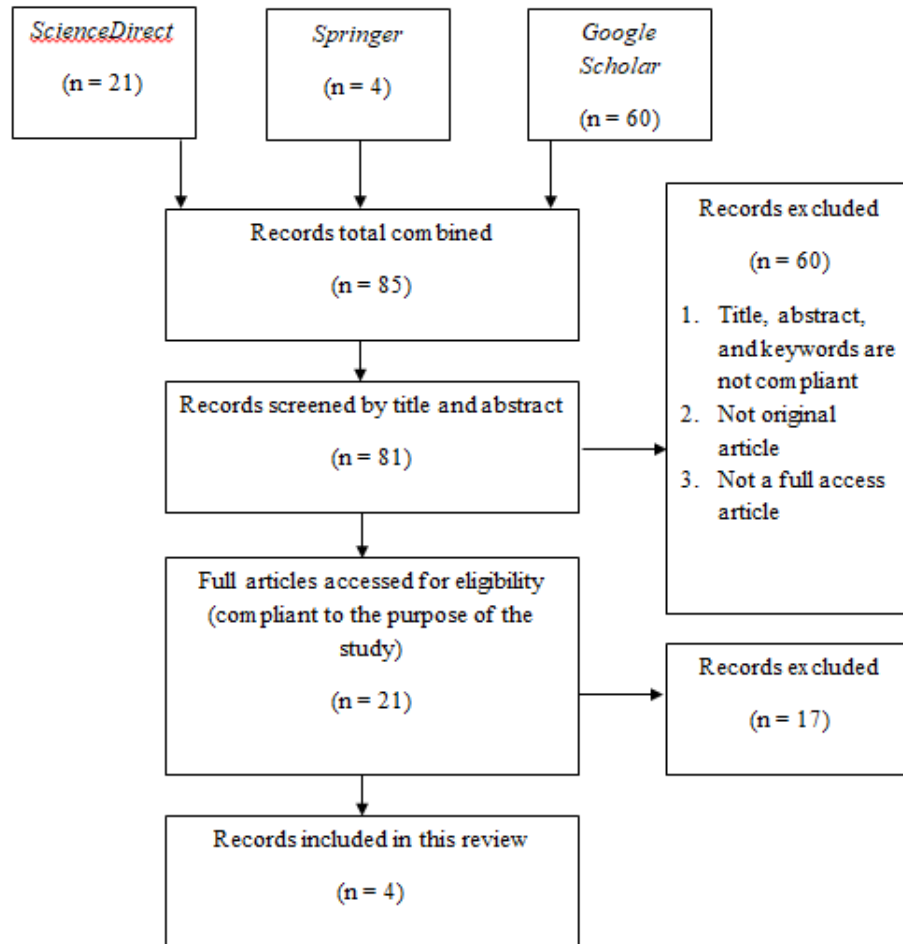 ScienceDirect
(n = 21)
Springer
(n = 4)
Google
Scholar
(n = 60)
Records total combined
(n = 85)
Records screened by title and abstract
(n = 81)
Records excluded
(n = 60)
1. Title, abstract,
and keywords are
not compliant
2. Not original
article
3. Not a full access
article
Full articles accessed for eligibility
(compliant to the purpose of the
study)
(n = 21)
Records excluded
(n = 17)
Records included in this review
(n = 4)